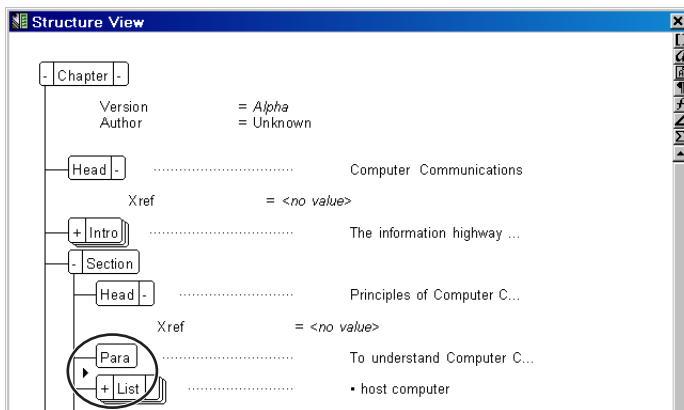 Structure View
- Chapter -
Version = Alpha
Author = Unknown
Head - Computer Communications
Xref = <no value>
+ Intro The information highway ...
- Section
Head - Principles of Computer C...
Xref = <no value>
Para To understand Computer C...
+ List • host computer